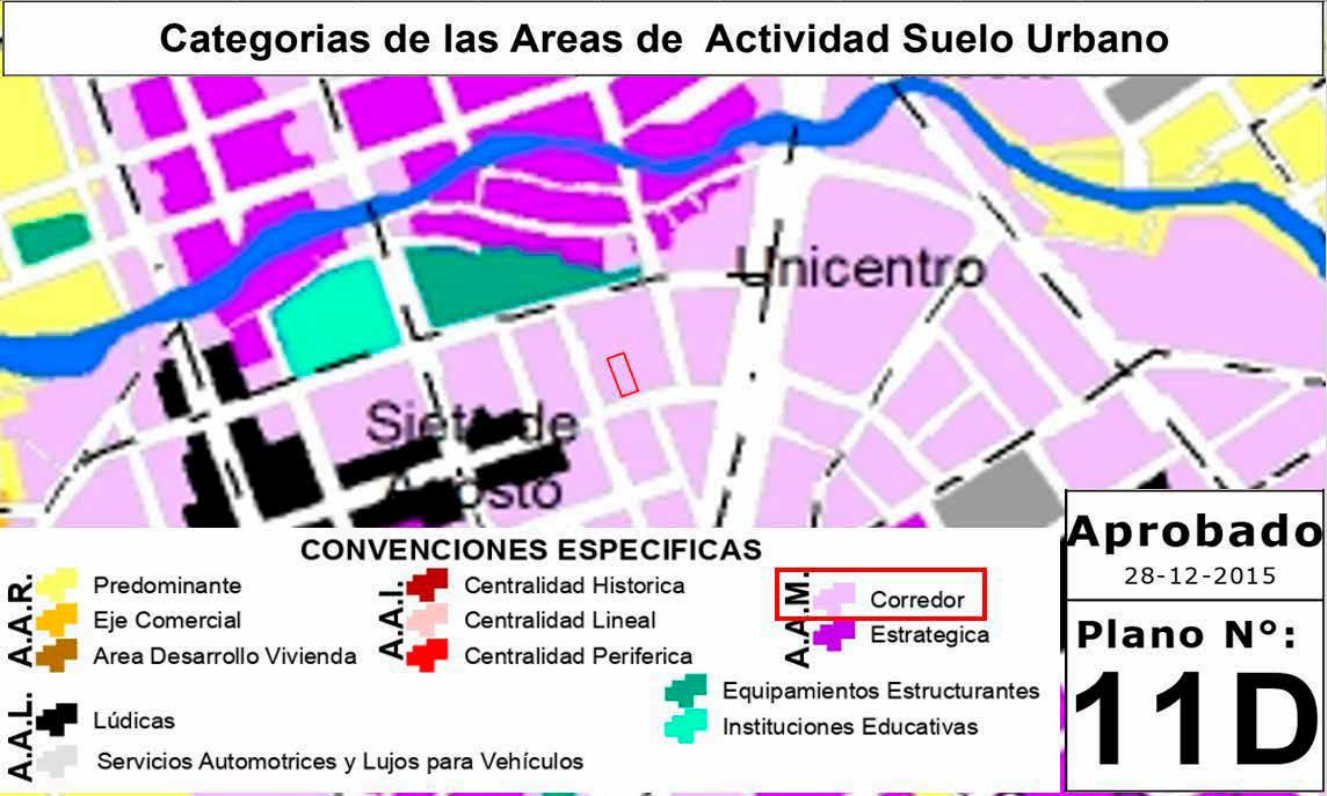 Categorias de las Areas de Actividad Suelo Urbano
Unicentro
Siete de
Agosto
CONVENCIONES ESPECIFICAS
A.A.R.
Predominante
Eje Comercial
Area Desarrollo Vivienda
A.A.I.
Centralidad Historica
Centralidad Lineal
Centralidad Periferica
A.A.M.
Corredor
Estrategica
Equipamientos Estructurantes
Instituciones Educativas
A.A.L.
Lúdicas
Servicios Automotrices y Lujos para Vehículos
Aprobado
28-12-2015
Plano N°:
11D